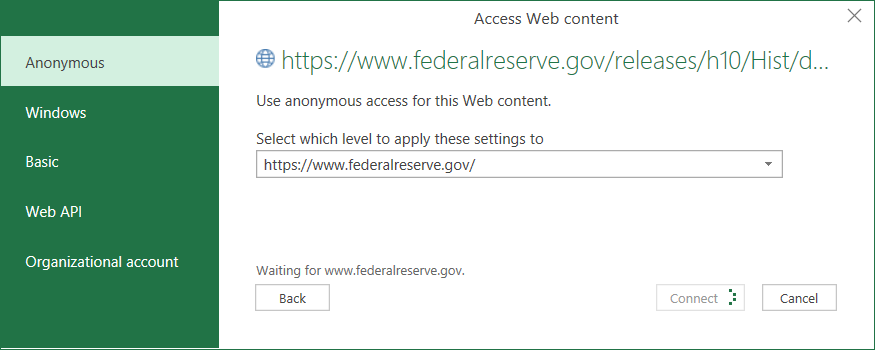 Access Web content
Anonymous
Windows
Basic
Web API
Organizational account
https://www.federalreserve.gov/releases/h10/Hist/d...
Use anonymous access for this Web content.
Select which level to apply these settings to
https://www.federalreserve.gov/
Waiting for www.federalreserve.gov.
Back
Connect
Cancel